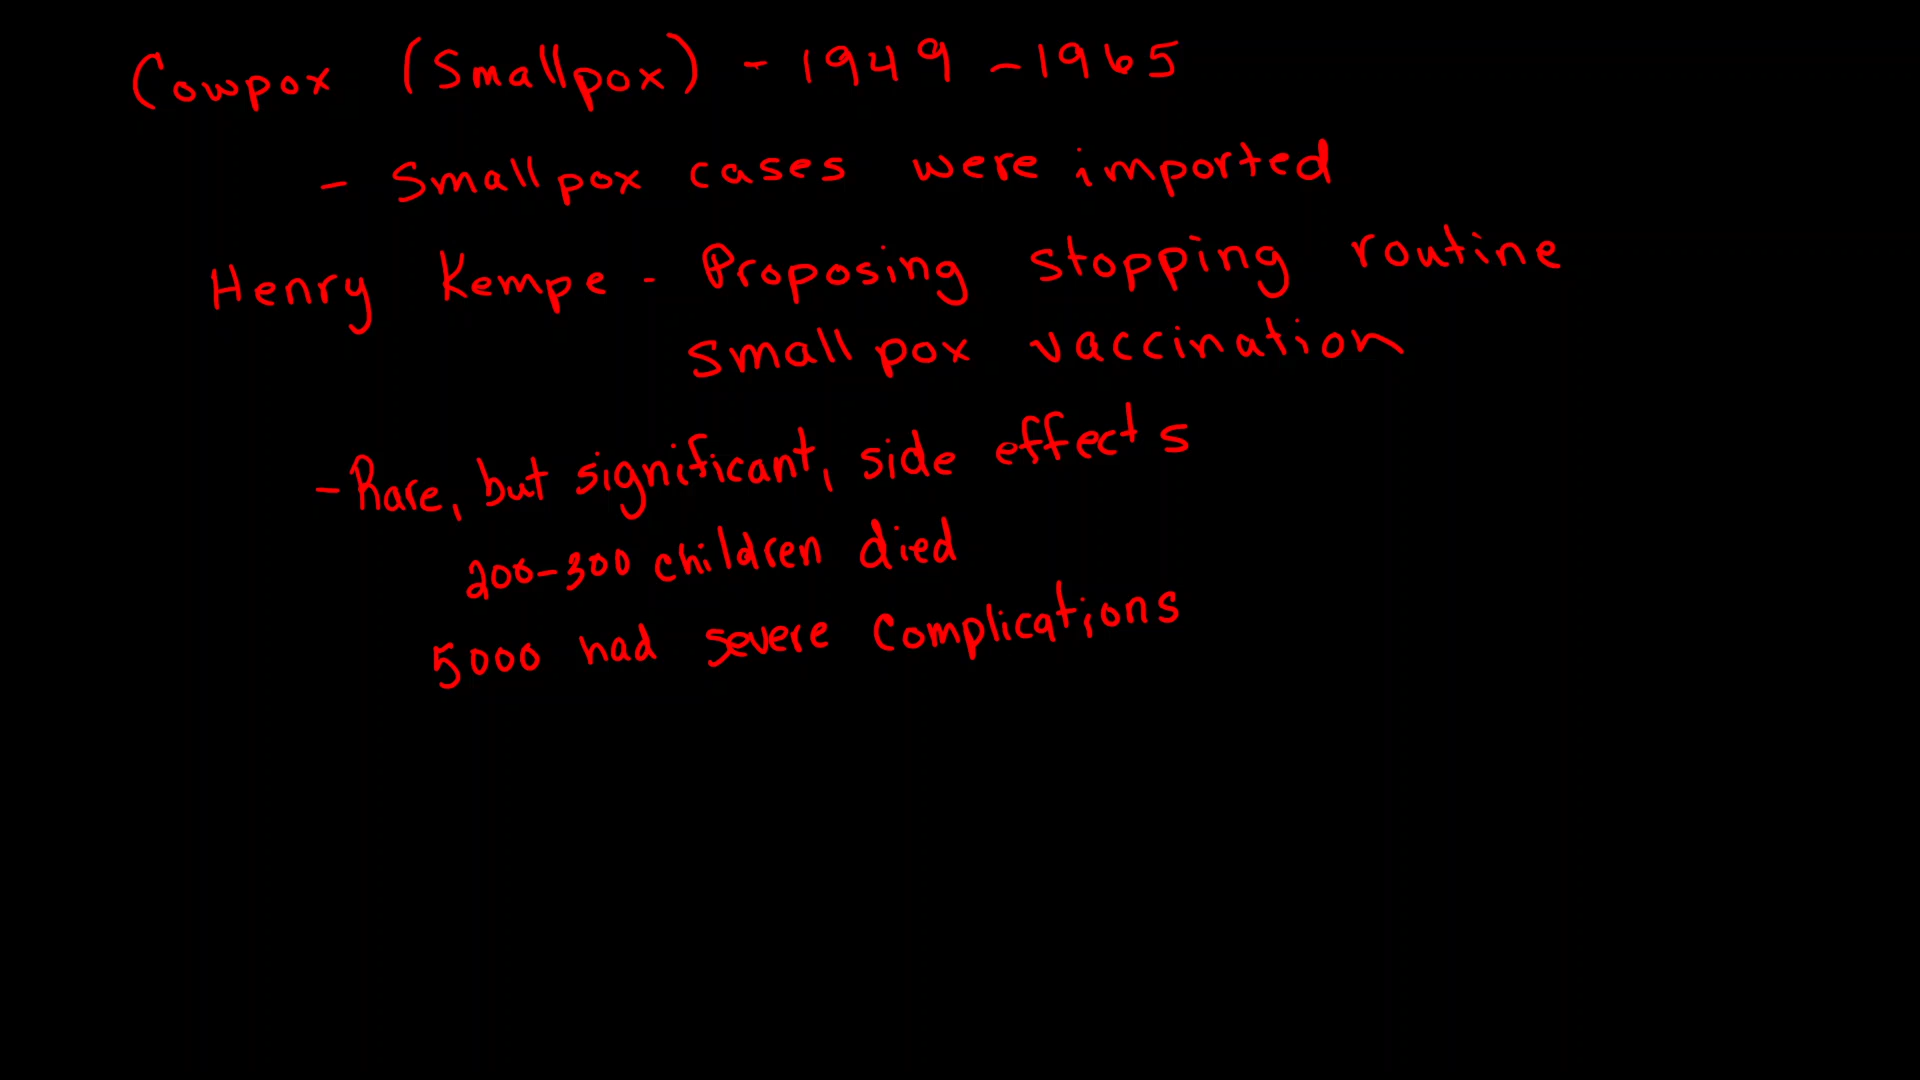 Cowpox (Smallpox) - 1949 - 1965
- Smallpox cases were imported
Henry Kempe - Proposing stopping routine
smallpox vaccination
- Rare, but significant, side effects
200-300 children died
5000 had severe complications